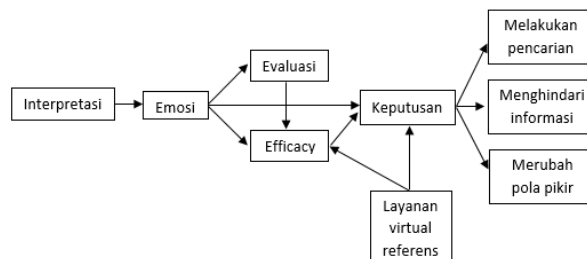 Melakukan
pencarian
Evaluasi
Interpretasi
Emosi
Keputusan
Menghindari
informasi
Efficacy
Merubah
pola pikir
Layanan
virtual
referens